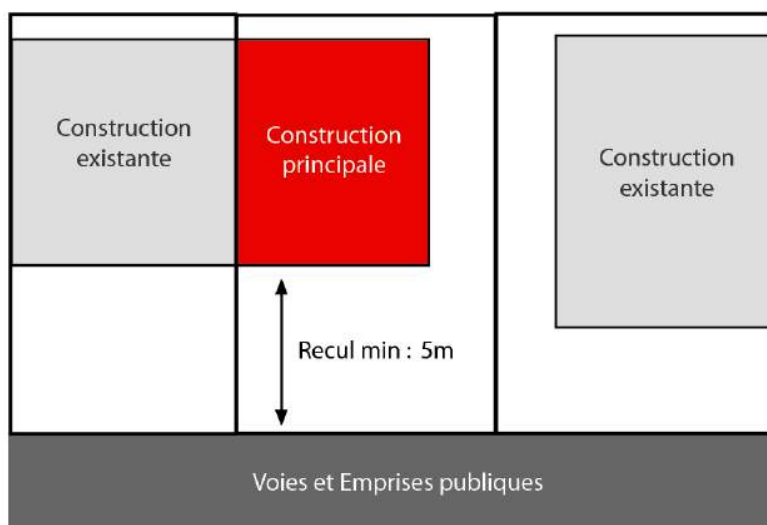 Construction
existante
Construction
principale
Construction
existante
Recul min : 5m
Voies et Emprises publiques